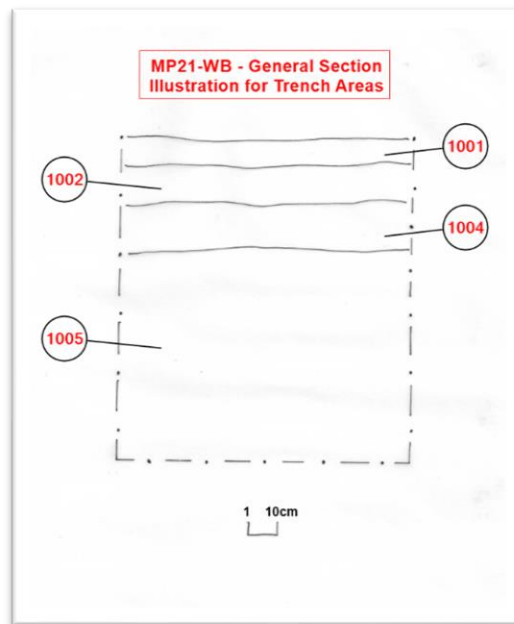 MP21-WB - General Section
Illustration for Trench Areas
1001
1002
1004
1005
1 10cm